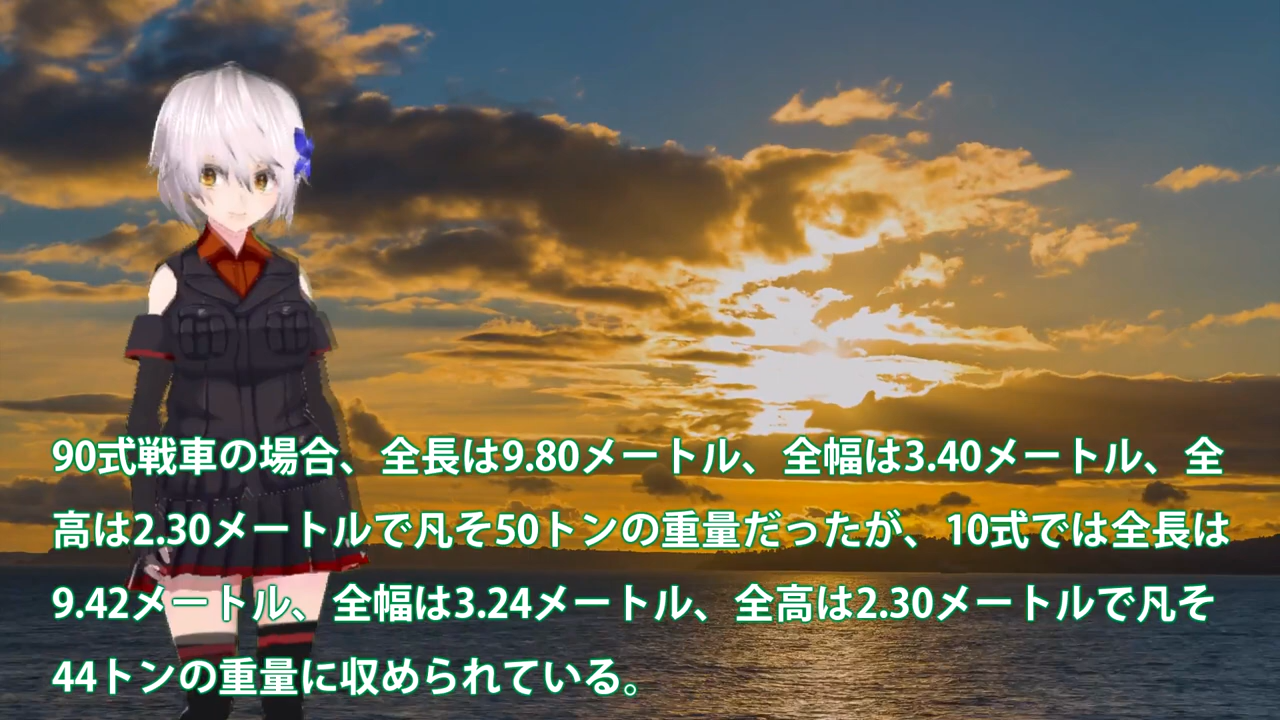 90式戦車の場合、全長は9.80メートル、全幅は3.40メートル、全
高は2.30メートルで凡そ50トンの重量だったが、10式では全長は
9.42メートル、全幅は3.24メートル、全高は2.30メートルで凡そ
44トンの重量に収められている。